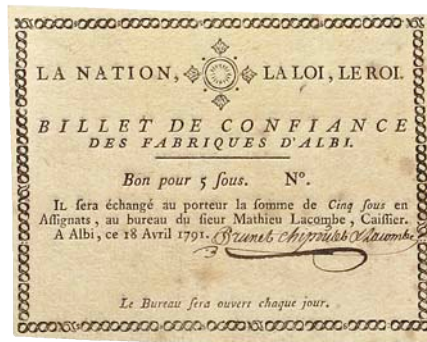 LA NATION, LA LOI, LE ROI.
BILLET DE CONFIANCE
DES FABRIQUES D'ALBI.
Bon pour 5 ſous. N°.
IL ſera échangé au porteur la ſomme de Cinq ſous en
Aſſignats, au bureau du ſieur Mathieu Lacombe, Caiſſier.
A Albi, ce 18 Avril 1791. Brunet Lacombe
Le Bureau ſera ouvert chaque jour.